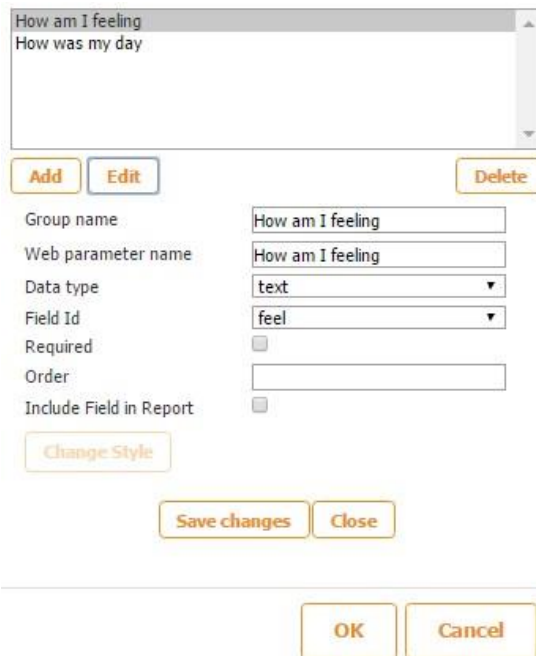 How am I feeling
How was my day
Add Edit Delete
Group name How am I feeling
Web parameter name How am I feeling
Data type text
Field Id feel
Required
Order
Include Field in Report
Change Style
Save changes Close
OK Cancel